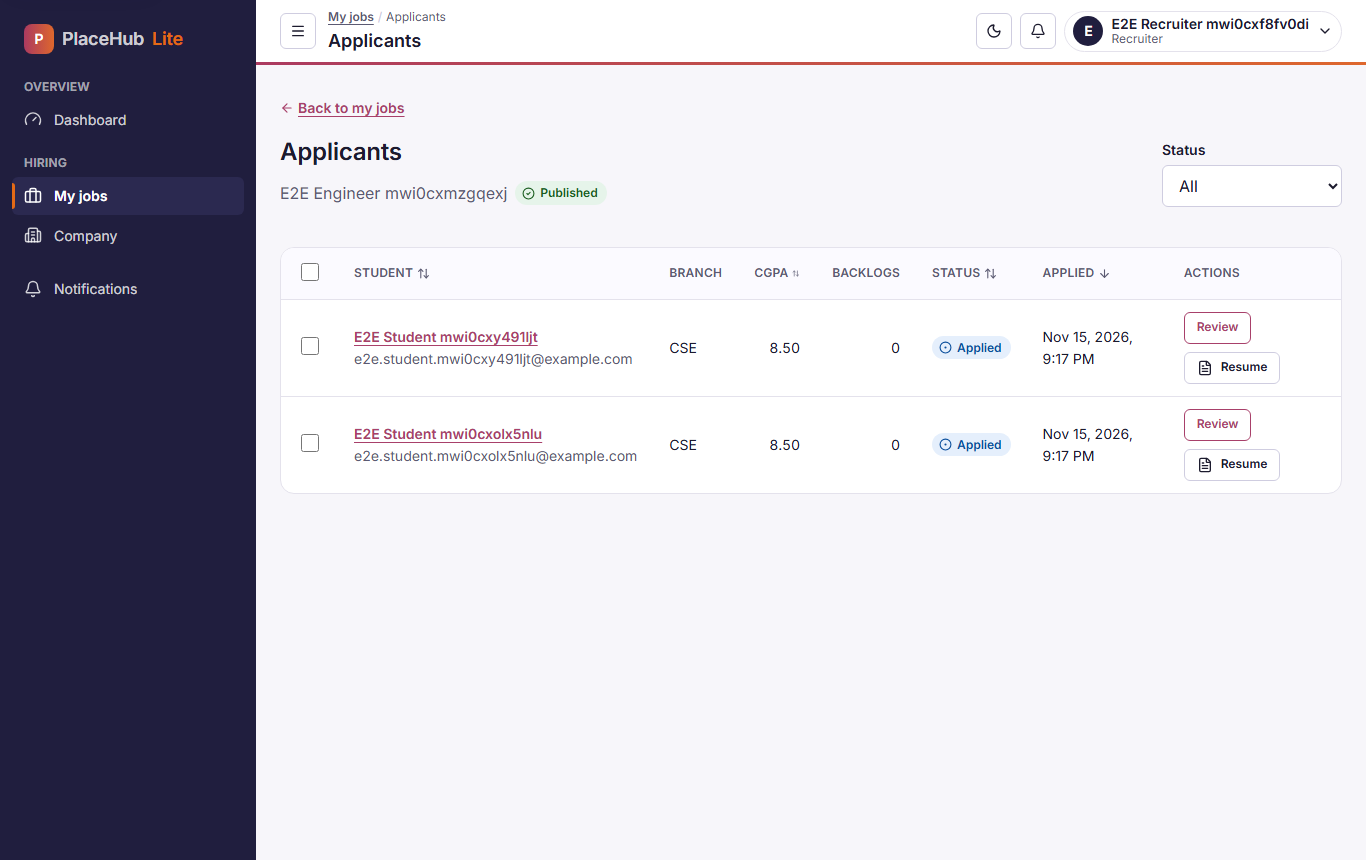 P PlaceHub Lite
OVERVIEW
Dashboard
HIRING
My jobs
Company
Notifications
My jobs / Applicants
Applicants
E
E2E Recruiter mwi0cxf8fv0di
Recruiter
Back to my jobs
Applicants
E2E Engineer mwi0cxmzgqexj Published
Status
All
STUDENT BRANCH CGPA BACKLOGS STATUS APPLIED ACTIONS
E2E Student mwi0cxy491ljt
e2e.student.mwi0cxy491ljt@example.com
CSE 8.50 0 Applied
Nov 15, 2026,
9:17 PM
Review
Resume
E2E Student mwi0cxolx5nlu
e2e.student.mwi0cxolx5nlu@example.com
CSE 8.50 0 Applied
Nov 15, 2026,
9:17 PM
Review
Resume